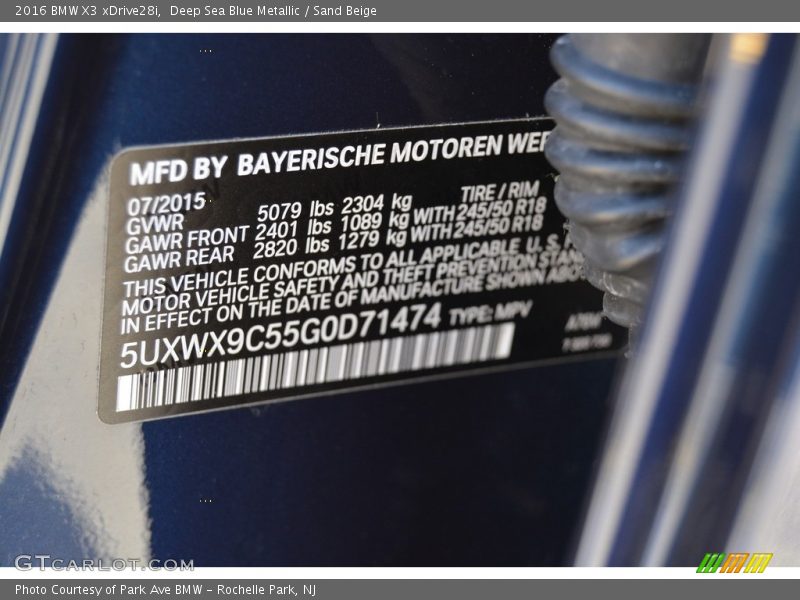 2016 BMW X3 xDrive28i, Deep Sea Blue Metallic / Sand Beige
MFD BY BAYERISCHE MOTOREN WER
07/2015 TIRE / RIM
GVWR 5079 lbs 2304 kg
GAWR FRONT 2401 lbs 1089 kg WITH 245/50 R18
GAWR REAR 2820 lbs 1279 kg WITH 245/50 R18
THIS VEHICLE CONFORMS TO ALL APPLICABLE U. S. F
MOTOR VEHICLE SAFETY AND THEFT PREVENTION STAN
IN EFFECT ON THE DATE OF MANUFACTURE SHOWN ABO
5UXWX9C55G0D71474 TYPE: MPV
GTCARLOT.COM
Photo Courtesy of Park Ave BMW - Rochelle Park, NJ